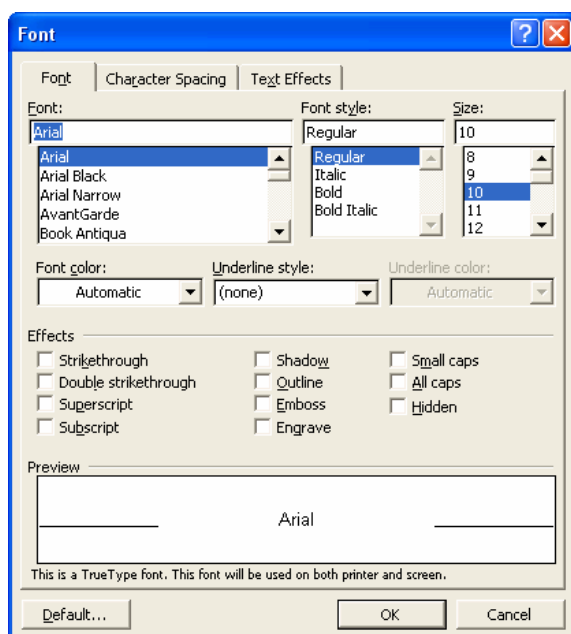 Font
Font Character Spacing Text Effects
Font: Font style: Size:
Arial Regular 10
Arial Regular 8
Arial Black Italic 9
Arial Narrow Bold 10
AvantGarde Bold Italic 11
Book Antiqua 12
Font color: Underline style: Underline color:
Automatic (none) Automatic
Effects
Strikethrough Shadow Small caps
Double strikethrough Outline All caps
Superscript Emboss Hidden
Subscript Engrave
Preview
Arial
This is a TrueType font. This font will be used on both printer and screen.
Default... OK Cancel